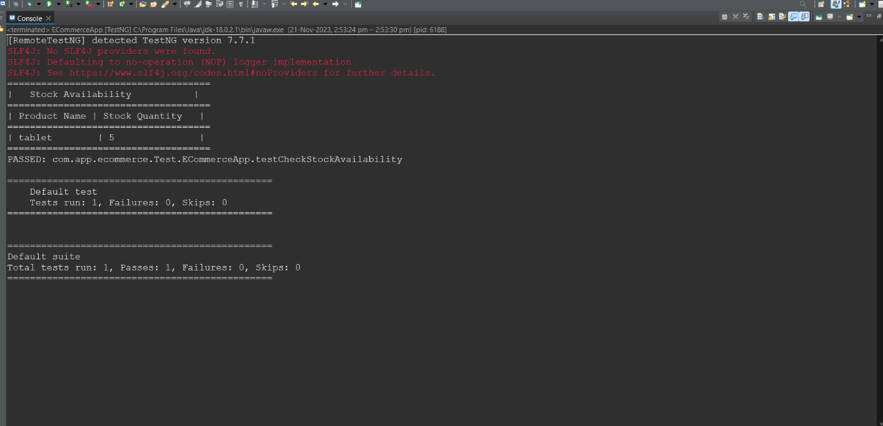 Console
<terminated> ECommerceApp [TestNG] C:\Program Files\Java\jdk-18.0.2.1\bin\javaw.exe (21-Nov-2023, 2:53:24 pm – 2:53:30 pm) [pid: 6188]
[RemoteTestNG] detected TestNG version 7.7.1
SLF4J: No SLF4J providers were found.
SLF4J: Defaulting to no-operation (NOP) logger implementation
SLF4J: See https://www.slf4j.org/codes.html#noProviders for further details.
====================================
|   Stock Availability           |
====================================
| Product Name | Stock Quantity   |
====================================
| tablet        | 5               |
====================================
PASSED: com.app.ecommerce.Test.ECommerceApp.testCheckStockAvailability
===============================================
Default test
Tests run: 1, Failures: 0, Skips: 0
===============================================
===============================================
Default suite
Total tests run: 1, Passes: 1, Failures: 0, Skips: 0
===============================================